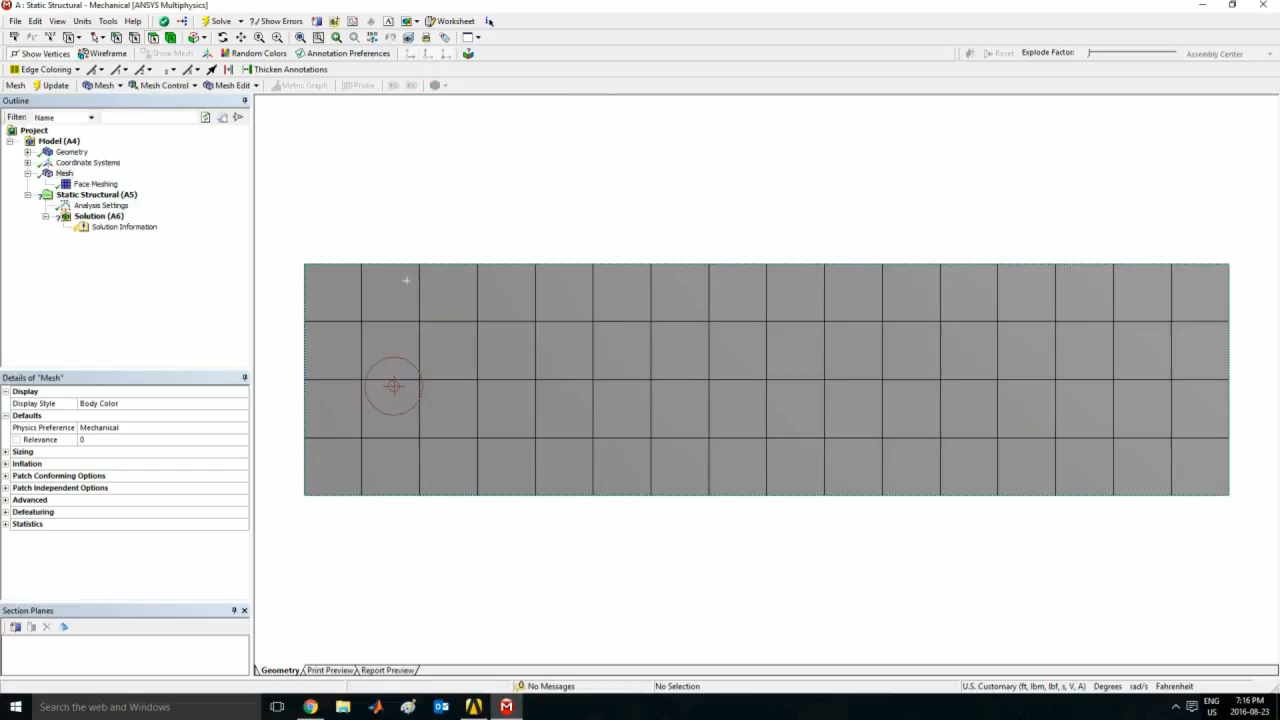 A : Static Structural - Mechanical [ANSYS Multiphysics]
File Edit View Units Tools Help Solve ?/Show Errors Worksheet
Show Vertices Wireframe Show Mesh Random Colors Annotation Preferences Reset Explode Factor: Assembly Center
Edge Coloring Thicken Annotations
Mesh Update Mesh Mesh Control Mesh Edit Metric Graph Probe
Outline
Filter: Name
Project
Model (A4)
Geometry
Coordinate Systems
Mesh
Face Meshing
Static Structural (A5)
Analysis Settings
Solution (A6)
Solution Information
Details of "Mesh"
Display
Display Style Body Color
Defaults
Physics Preference Mechanical
Relevance 0
Sizing
Inflation
Patch Conforming Options
Patch Independent Options
Advanced
Defeaturing
Statistics
Section Planes
Geometry Print Preview Report Preview
No Messages No Selection U.S. Customary (ft, lbm, lbf, s, V, A) Degrees rad/s Fahrenheit
Search the web and Windows
ENG 7:16 PM
US 2016-08-23